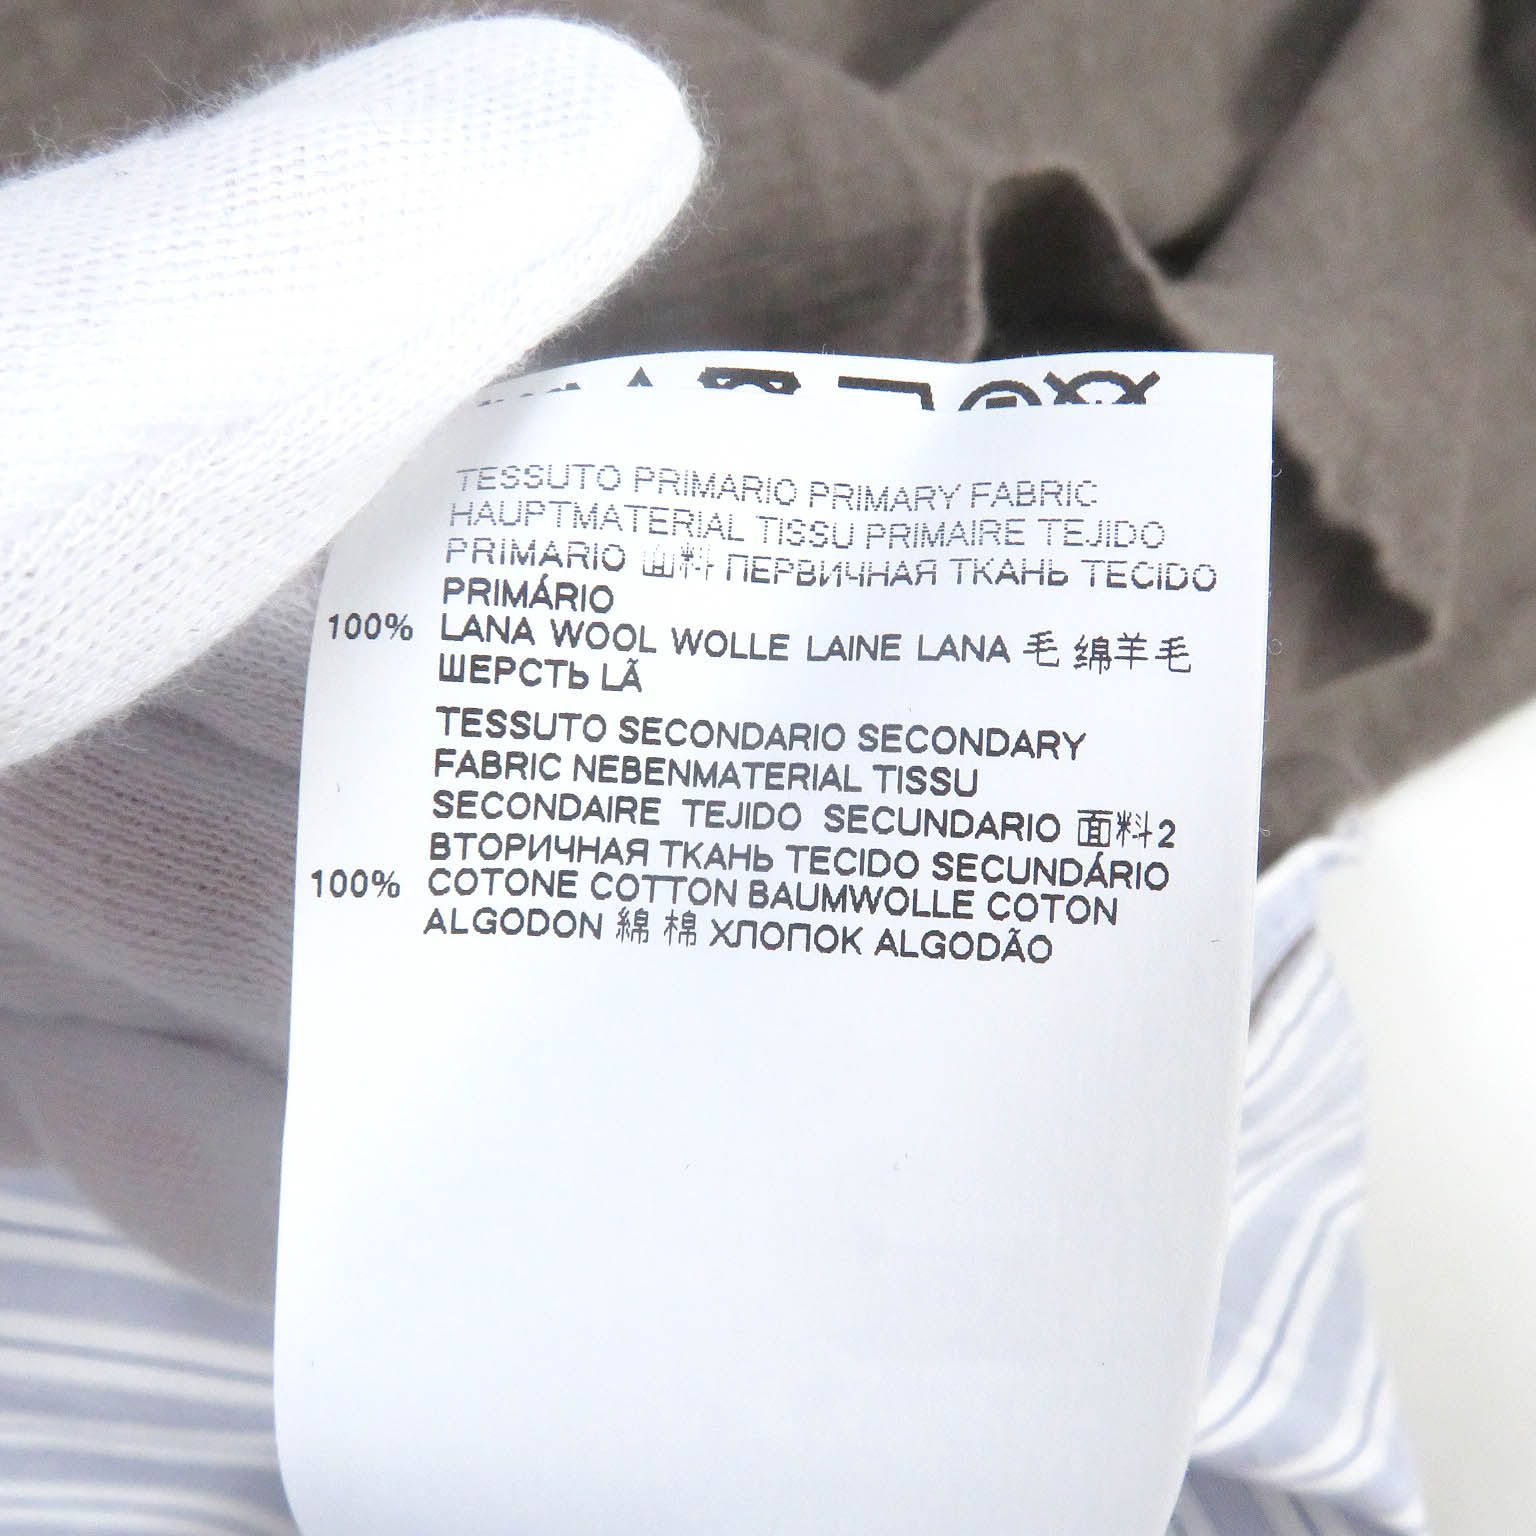 TESSUTO PRIMARIO PRIMARY FABRIC
HAUPTMATERIAL TISSU PRIMAIRE TEJIDO
PRIMARIO 面料 ПЕРВИЧНАЯ ТКАНЬ TECIDO
PRIMÁRIO
100% LANA WOOL WOLLE LAINE LANA 毛 绵羊毛
ШЕРСТЬ LÃ
TESSUTO SECONDARIO SECONDARY
FABRIC NEBENMATERIAL TISSU
SECONDAIRE TEJIDO SECUNDARIO 面料2
ВТОРИЧНАЯ ТКАНЬ TECIDO SECUNDÁRIO
100% COTONE COTTON BAUMWOLLE COTON
ALGODON 綿 棉 ХЛОПОК ALGODÃO